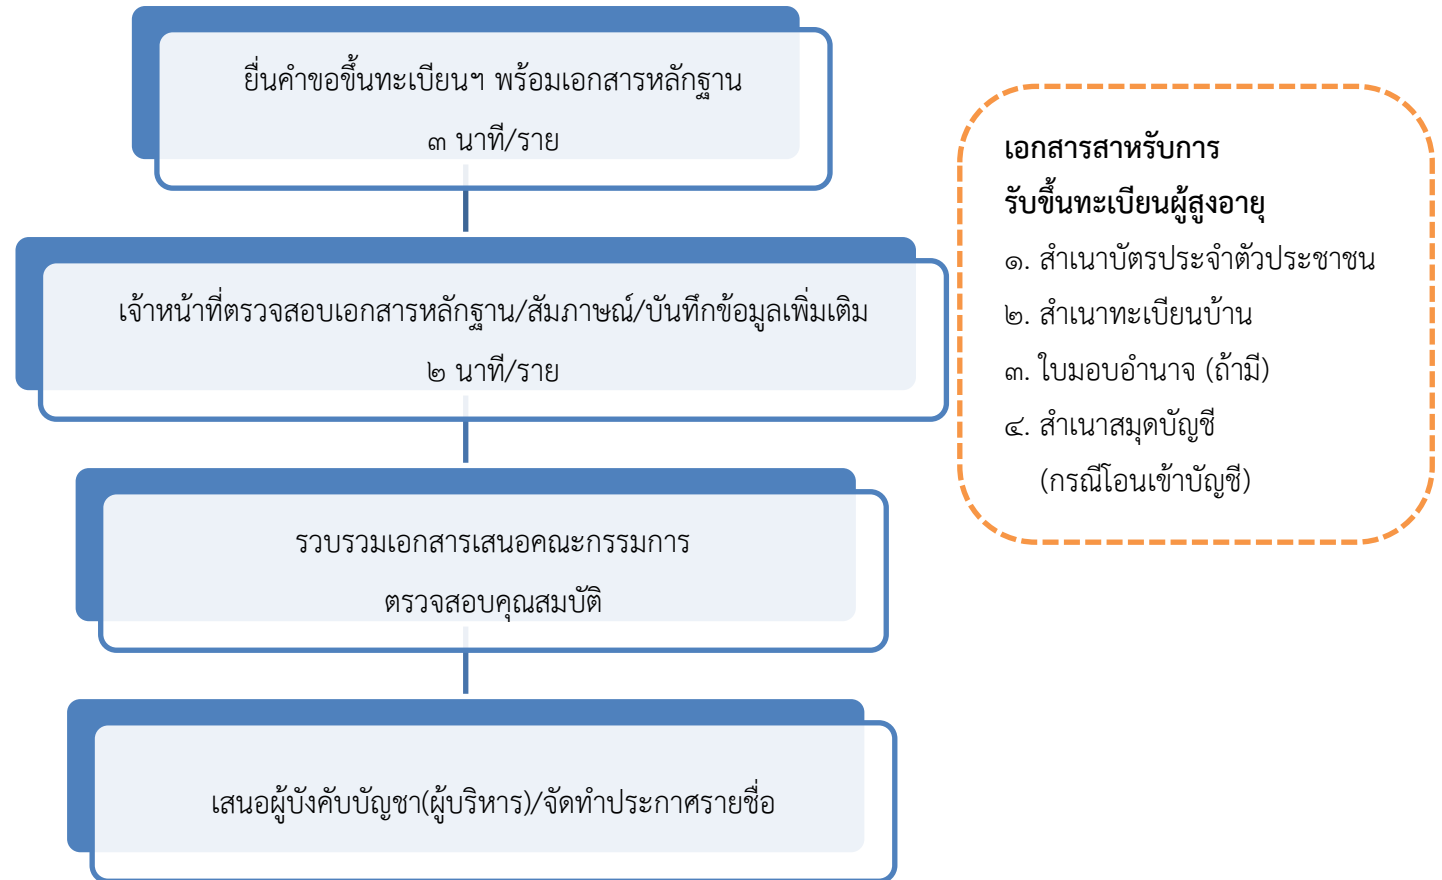 ยื่นคำขอขึ้นทะเบียนฯ พร้อมเอกสารหลักฐาน
๓ นาที/ราย
เจ้าหน้าที่ตรวจสอบเอกสารหลักฐาน/สัมภาษณ์/บันทึกข้อมูลเพิ่มเติม
๒ นาที/ราย
รวบรวมเอกสารเสนอคณะกรรมการ
ตรวจสอบคุณสมบัติ
เสนอผู้บังคับบัญชา(ผู้บริหาร)/จัดทำประกาศรายชื่อ
เอกสารสาหรับการ
รับขึ้นทะเบียนผู้สูงอายุ
๑. สำเนาบัตรประจำตัวประชาชน
๒. สำเนาทะเบียนบ้าน
๓. ใบมอบอำนาจ (ถ้ามี)
๔. สำเนาสมุดบัญชี
(กรณีโอนเข้าบัญชี)